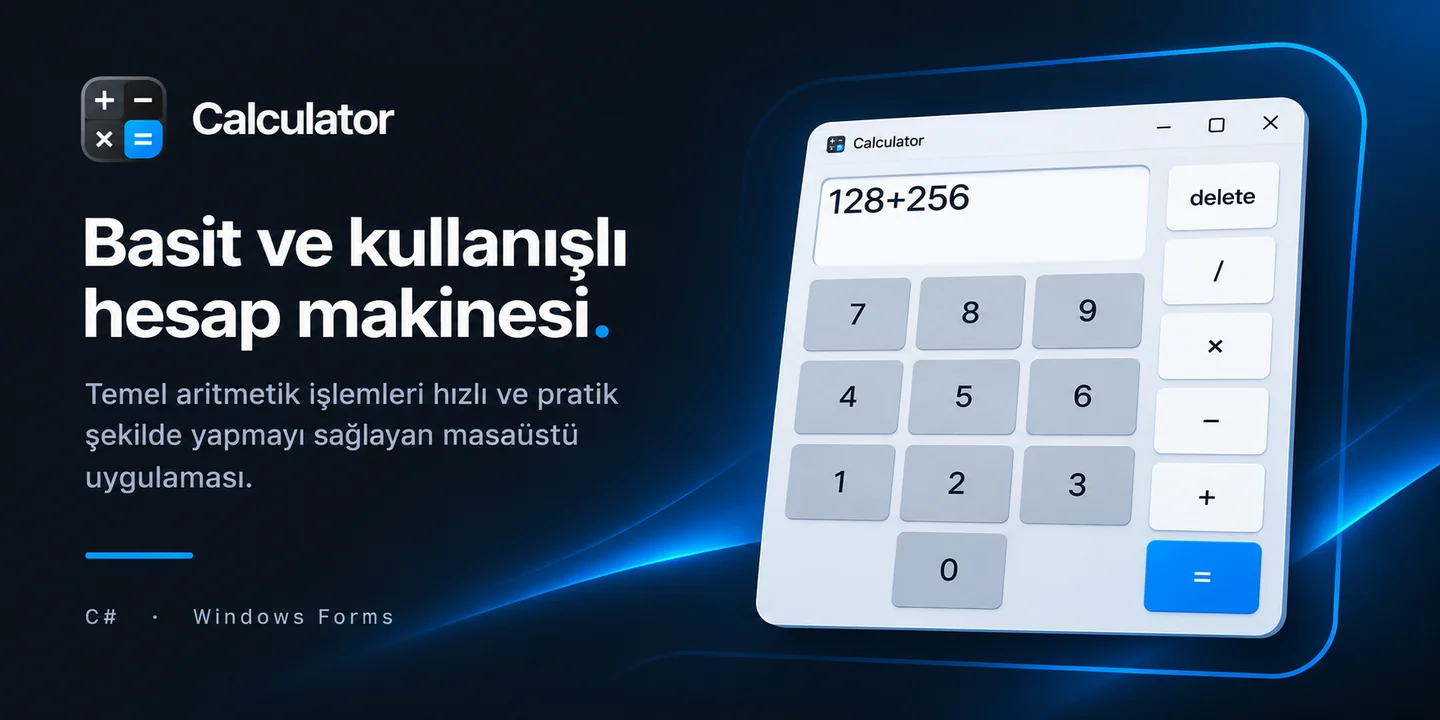 Calculator
Basit ve kullanışlı
hesap makinesi.
Temel aritmetik işlemleri hızlı ve pratik
şekilde yapmayı sağlayan masaüstü
uygulaması.
C# · Windows Forms
Calculator
128+256
delete
7 8 9 /
4 5 6 ×
1 2 3 −
+
0 =